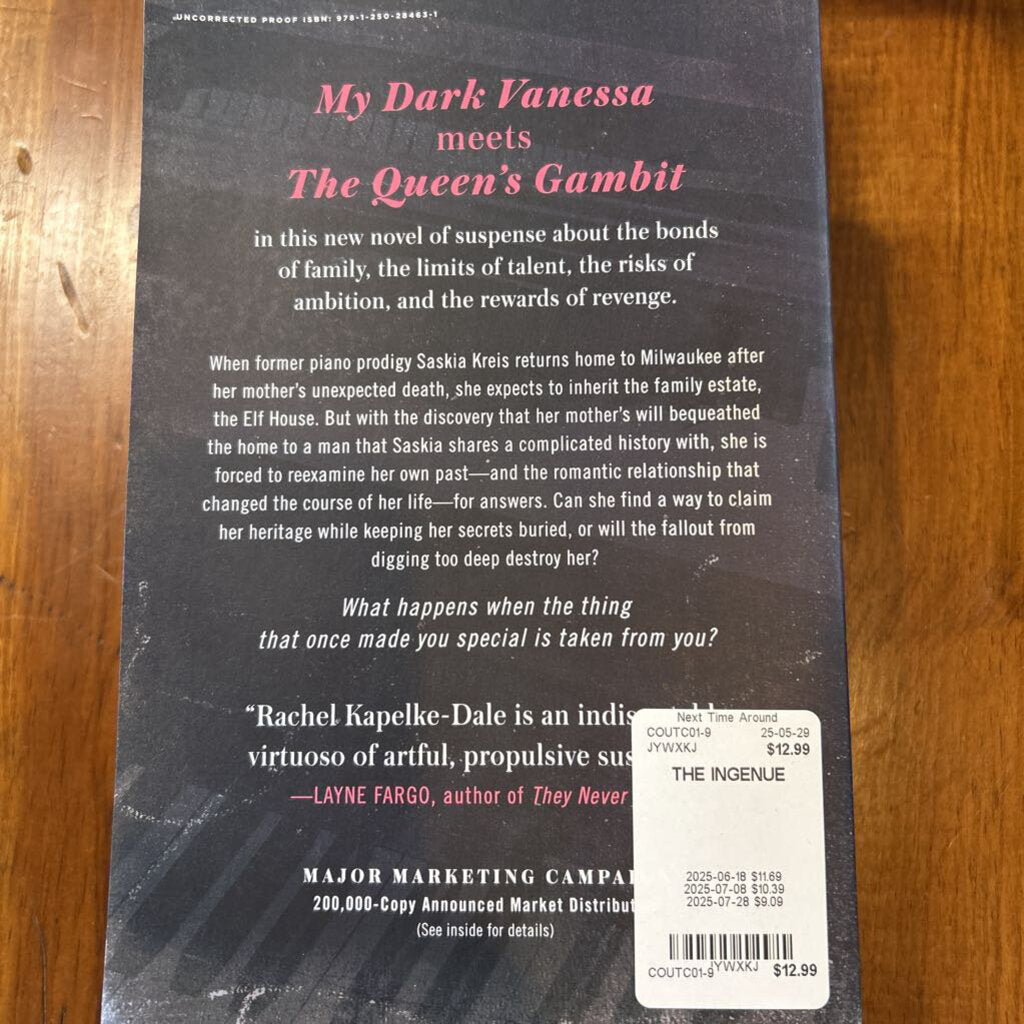 UNCORRECTED PROOF ISBN: 978-1-250-28463-1
My Dark Vanessa
meets
The Queen's Gambit
in this new novel of suspense about the bonds
of family, the limits of talent, the risks of
ambition, and the rewards of revenge.
When former piano prodigy Saskia Kreis returns home to Milwaukee after
her mother's unexpected death, she expects to inherit the family estate,
the Elf House. But with the discovery that her mother's will bequeathed
the home to a man that Saskia shares a complicated history with, she is
forced to reexamine her own past—and the romantic relationship that
changed the course of her life—for answers. Can she find a way to claim
her heritage while keeping her secrets buried, or will the fallout from
digging too deep destroy her?
What happens when the thing
that once made you special is taken from you?
"Rachel Kapelke-Dale is an
virtuoso of artful, propulsive
—LAYNE FARGO, author of They Never
MAJOR MARKETING
200,000-Copy Announced Market
(See inside for details)
Next Time Around
COUTC01-9 25-05-29
JYWXKJ $12.99
THE INGENUE
2025-06-18 $11.69
2025-07-08 $10.39
2025-07-28 $9.09
COUTC01-9 JYWXKJ $12.99